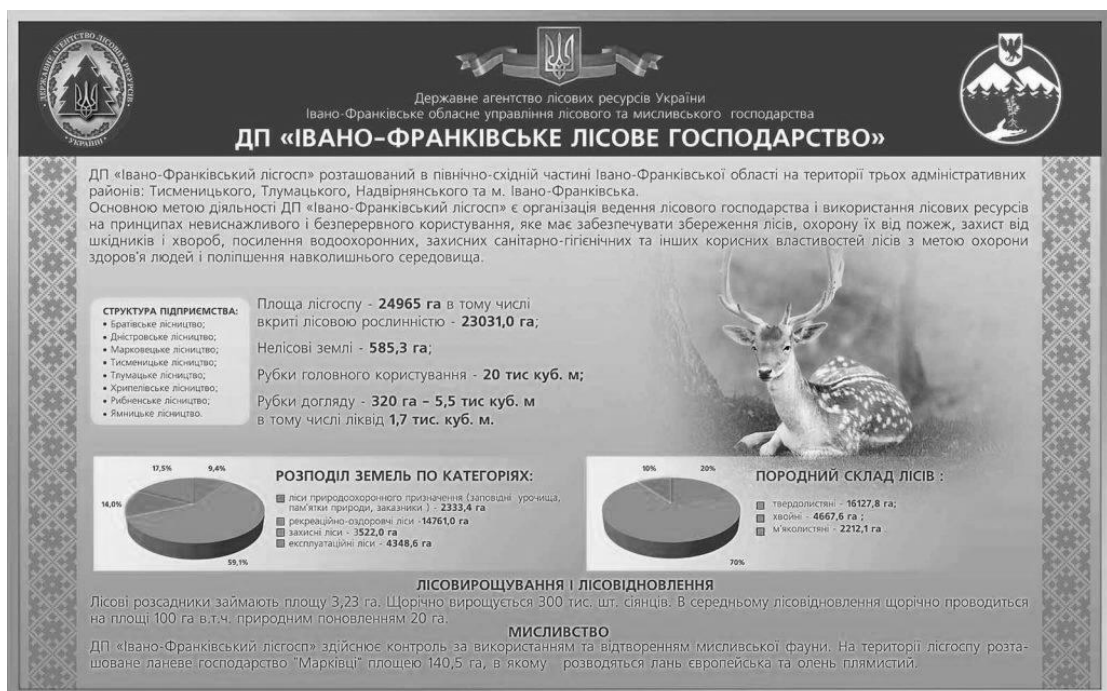 ДЕРЖАВНЕ АГЕНТСТВО ЛІСОВИХ РЕСУРСІВ
УКРАЇНИ
Державне агентство лісових ресурсів України
Івано-Франківське обласне управління лісового та мисливського господарства
ДП «ІВАНО-ФРАНКІВСЬКЕ ЛІСОВЕ ГОСПОДАРСТВО»
ДП «Івано-Франківський лісгосп» розташований в північно-східній частині Івано-Франківської області на території трьох адміністративних
районів: Тисменицького, Тлумацького, Надвірнянського та м. Івано-Франківська.
Основною метою діяльності ДП «Івано-Франківський лісгосп» є організація ведення лісового господарства і використання лісових ресурсів
на принципах невиснажливого і безперервного користування, яке має забезпечувати збереження лісів, охорону їх від пожеж, захист від
шкідників і хвороб, посилення водоохоронних, захисних санітарно-гігієнічних та інших корисних властивостей лісів з метою охорони
здоров'я людей і поліпшення навколишнього середовища.
СТРУКТУРА ПІДПРИЄМСТВА:
• Братівське лісництво;
• Дністровське лісництво;
• Марковецьке лісництво;
• Тисменицьке лісництво;
• Тлумацьке лісництво;
• Хрипелівське лісництво;
• Рибненське лісництво;
• Ямницьке лісництво.
Площа лісгоспу - 24965 га в тому числі
вкриті лісовою рослинністю - 23031,0 га;
Нелісові землі - 585,3 га;
Рубки головного користування - 20 тис куб. м;
Рубки догляду - 320 га – 5,5 тис куб. м
в тому числі ліквід 1,7 тис. куб. м.
17,5% 9,4%
14,0%
59,1%
РОЗПОДІЛ ЗЕМЕЛЬ ПО КАТЕГОРІЯХ:
ліси природоохоронного призначення (заповідні урочища,
пам'ятки природи, заказники ) - 2333,4 га
рекреаційно-оздоровчі ліси - 14761,0 га
захисні ліси - 3522,0 га
експлуатаційні ліси - 4348,6 га
10% 20%
70%
ПОРОДНИЙ СКЛАД ЛІСІВ :
твердолистяні - 16127,8 га;
хвойні - 4667,6 га ;
м'яколистяні - 2212,1 га
ЛІСОВИРОЩУВАННЯ І ЛІСОВІДНОВЛЕННЯ
Лісові розсадники займають площу 3,23 га. Щорічно вирощується 300 тис. шт. сіянців. В середньому лісовідновлення щорічно проводиться
на площі 100 га в.т.ч. природним поновленням 20 га.
МИСЛИВСТВО
ДП «Івано-Франківський лісгосп» здійснює контроль за використанням та відтворенням мисливської фауни. На території лісгоспу розта-
шоване ланеве господарство "Марківці" площею 140,5 га, в якому розводяться лань європейська та олень плямистий.